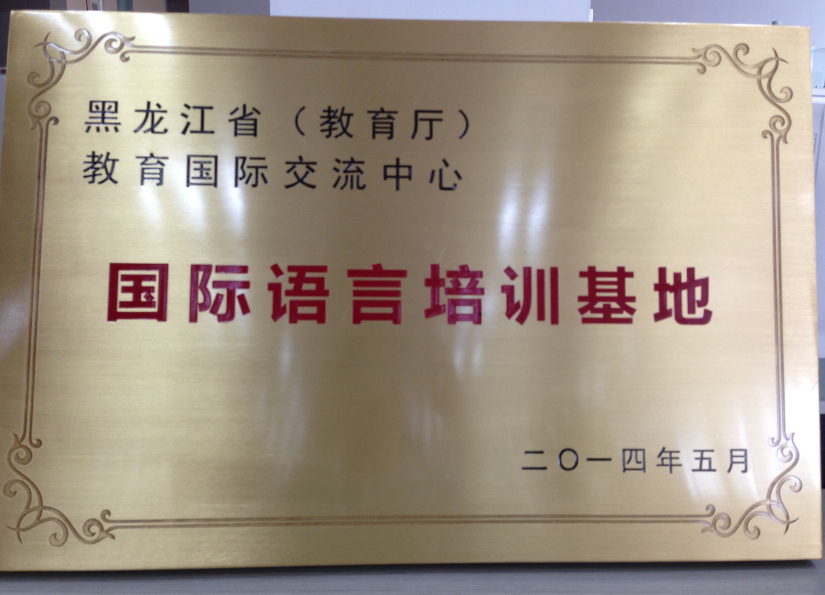 黑龙江省（教育厅）
教育国际交流中心
国际语言培训基地
二〇一四年五月